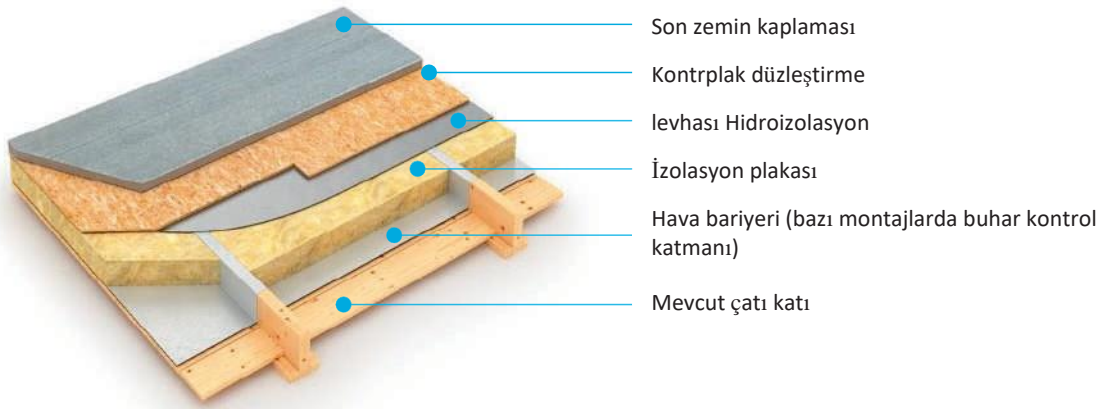 Son zemin kaplaması
Kontrplak düzleştirme
levhası Hidroizolasyon
İzolasyon plakası
Hava bariyeri (bazı montajlarda buhar kontrol
katmanı)
Mevcut çatı katı